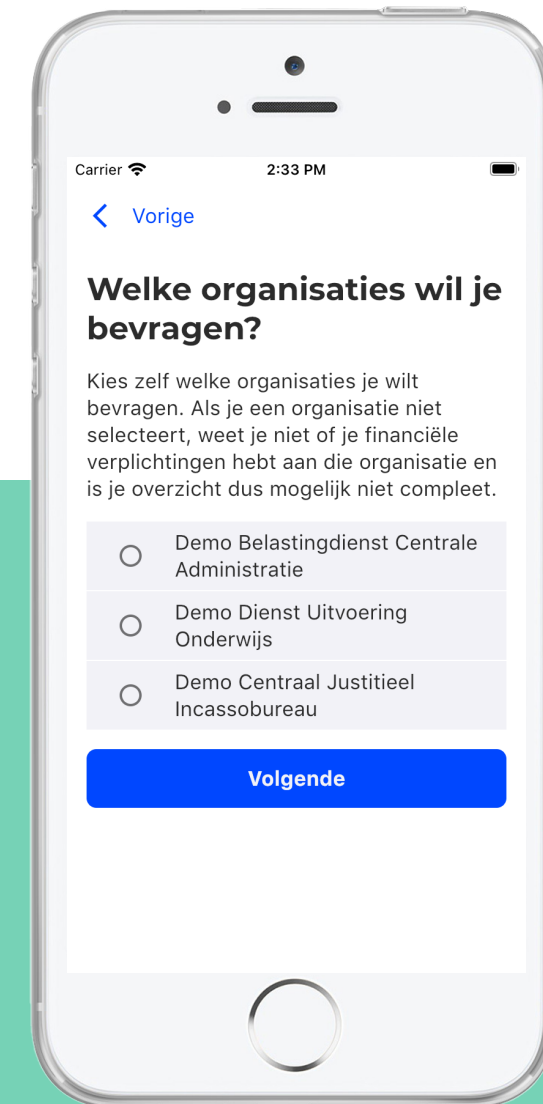 Carrier
2:33 PM
Vorige
Welke organisaties wil je
bevragen?
Kies zelf welke organisaties je wilt
bevragen. Als je een organisatie niet
selecteert, weet je niet of je financiële
verplichtingen hebt aan die organisatie en
is je overzicht dus mogelijk niet compleet.
Demo Belastingdienst Centrale
Administratie
Demo Dienst Uitvoering
Onderwijs
Demo Centraal Justitieel
Incassobureau
Volgende